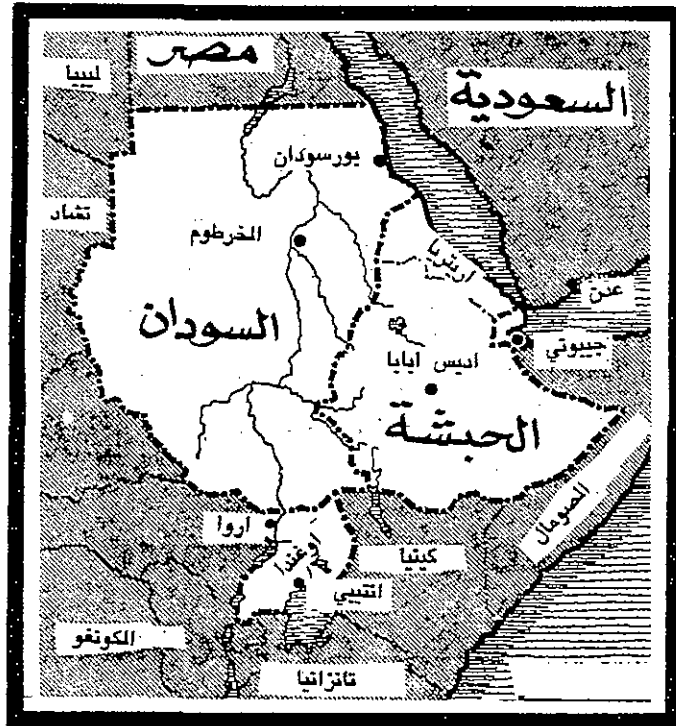 مصر
ليبيا
السعودية
بورسودان
تشاد
الخرطوم
اريتريا
عدن
السودان
جيبوتي
اديس ابابا
الحبشة
الصومال
اروا
اوغندا
كينيا
انتيبي
الكونغو
تانزانيا